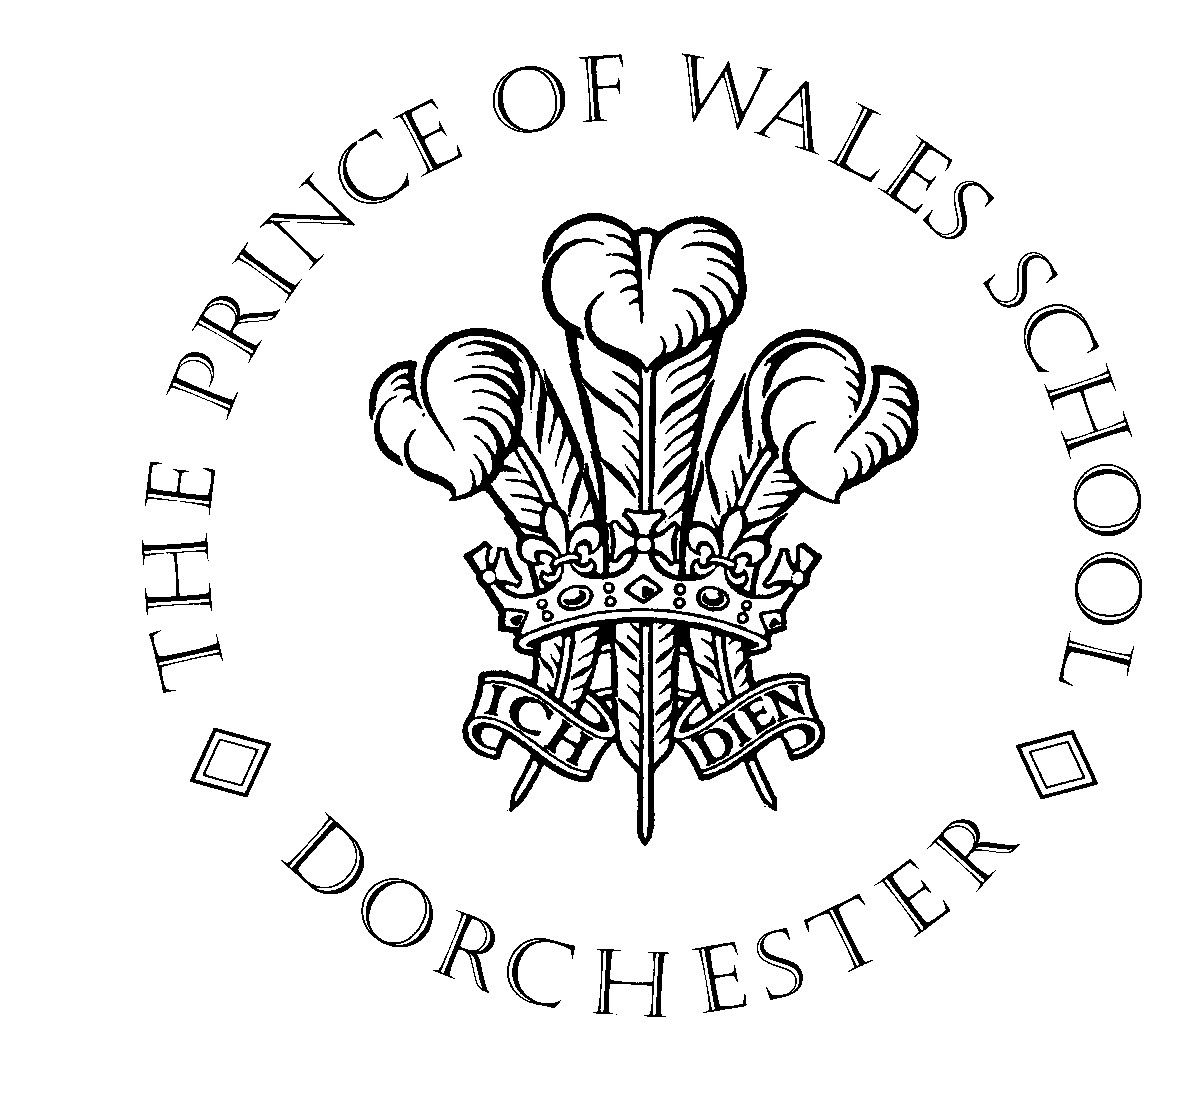 THE PRINCE OF WALES SCHOOL
ICH DIEN
DORCHESTER